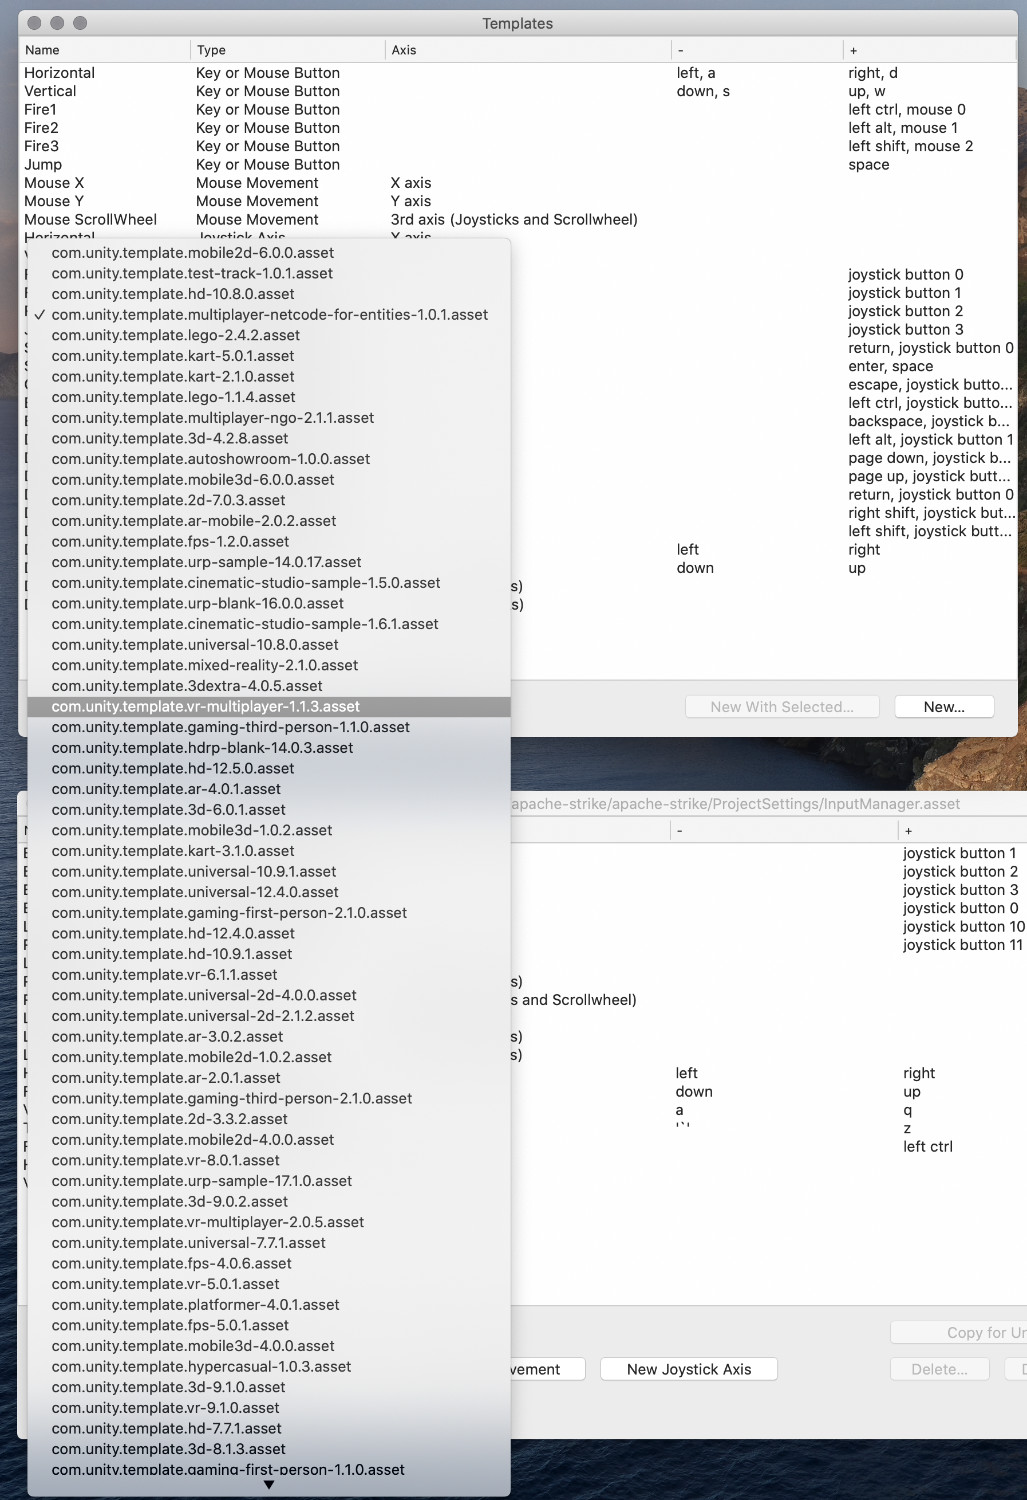 Templates
Name Type Axis - +
Horizontal Key or Mouse Button left, a right, d
Vertical Key or Mouse Button down, s up, w
Fire1 Key or Mouse Button left ctrl, mouse 0
Fire2 Key or Mouse Button left alt, mouse 1
Fire3 Key or Mouse Button left shift, mouse 2
Jump Key or Mouse Button space
Mouse X Mouse Movement X axis
Mouse Y Mouse Movement Y axis
Mouse ScrollWheel Mouse Movement 3rd axis (Joysticks and Scrollwheel)
Horizontal Joystick Axis X axis
com.unity.template.mobile2d-6.0.0.asset
com.unity.template.test-track-1.0.1.asset
com.unity.template.hd-10.8.0.asset
✓ com.unity.template.multiplayer-netcode-for-entities-1.0.1.asset
com.unity.template.lego-2.4.2.asset
com.unity.template.kart-5.0.1.asset
com.unity.template.kart-2.1.0.asset
com.unity.template.lego-1.1.4.asset
com.unity.template.multiplayer-ngo-2.1.1.asset
com.unity.template.3d-4.2.8.asset
com.unity.template.autoshowroom-1.0.0.asset
com.unity.template.mobile3d-6.0.0.asset
com.unity.template.2d-7.0.3.asset
com.unity.template.ar-mobile-2.0.2.asset
com.unity.template.fps-1.2.0.asset
com.unity.template.urp-sample-14.0.17.asset
com.unity.template.cinematic-studio-sample-1.5.0.asset
com.unity.template.urp-blank-16.0.0.asset
com.unity.template.cinematic-studio-sample-1.6.1.asset
com.unity.template.universal-10.8.0.asset
com.unity.template.mixed-reality-2.1.0.asset
com.unity.template.3dextra-4.0.5.asset
com.unity.template.vr-multiplayer-1.1.3.asset
com.unity.template.gaming-third-person-1.1.0.asset
com.unity.template.hdrp-blank-14.0.3.asset
com.unity.template.hd-12.5.0.asset
com.unity.template.ar-4.0.1.asset
com.unity.template.3d-6.0.1.asset
com.unity.template.mobile3d-1.0.2.asset
com.unity.template.kart-3.1.0.asset
com.unity.template.universal-10.9.1.asset
com.unity.template.universal-12.4.0.asset
com.unity.template.gaming-first-person-2.1.0.asset
com.unity.template.hd-12.4.0.asset
com.unity.template.hd-10.9.1.asset
com.unity.template.vr-6.1.1.asset
com.unity.template.universal-2d-4.0.0.asset
com.unity.template.universal-2d-2.1.2.asset
com.unity.template.ar-3.0.2.asset
com.unity.template.mobile2d-1.0.2.asset
com.unity.template.ar-2.0.1.asset
com.unity.template.gaming-third-person-2.1.0.asset
com.unity.template.2d-3.3.2.asset
com.unity.template.mobile2d-4.0.0.asset
com.unity.template.vr-8.0.1.asset
com.unity.template.urp-sample-17.1.0.asset
com.unity.template.3d-9.0.2.asset
com.unity.template.vr-multiplayer-2.0.5.asset
com.unity.template.universal-7.7.1.asset
com.unity.template.fps-4.0.6.asset
com.unity.template.vr-5.0.1.asset
com.unity.template.platformer-4.0.1.asset
com.unity.template.fps-5.0.1.asset
com.unity.template.mobile3d-4.0.0.asset
com.unity.template.hypercasual-1.0.3.asset
com.unity.template.3d-9.1.0.asset
com.unity.template.vr-9.1.0.asset
com.unity.template.hd-7.7.1.asset
com.unity.template.3d-8.1.3.asset
com.unity.template.gaming-first-person-1.1.0.asset
joystick button 0
joystick button 1
joystick button 2
joystick button 3
return, joystick button 0
enter, space
escape, joystick butto...
left ctrl, joystick butto...
backspace, joystick b...
left alt, joystick button 1
page down, joystick b...
page up, joystick butt...
return, joystick button 0
right shift, joystick but...
left shift, joystick butt...
left right
down up
s)
s)
New With Selected... New...
apache-strike/apache-strike/ProjectSettings/InputManager.asset
- +
joystick button 1
joystick button 2
joystick button 3
joystick button 0
joystick button 10
joystick button 11
s)
s and Scrollwheel)
s)
s)
left right
down up
a q
z
left ctrl
Copy for Ur
vement New Joystick Axis Delete...